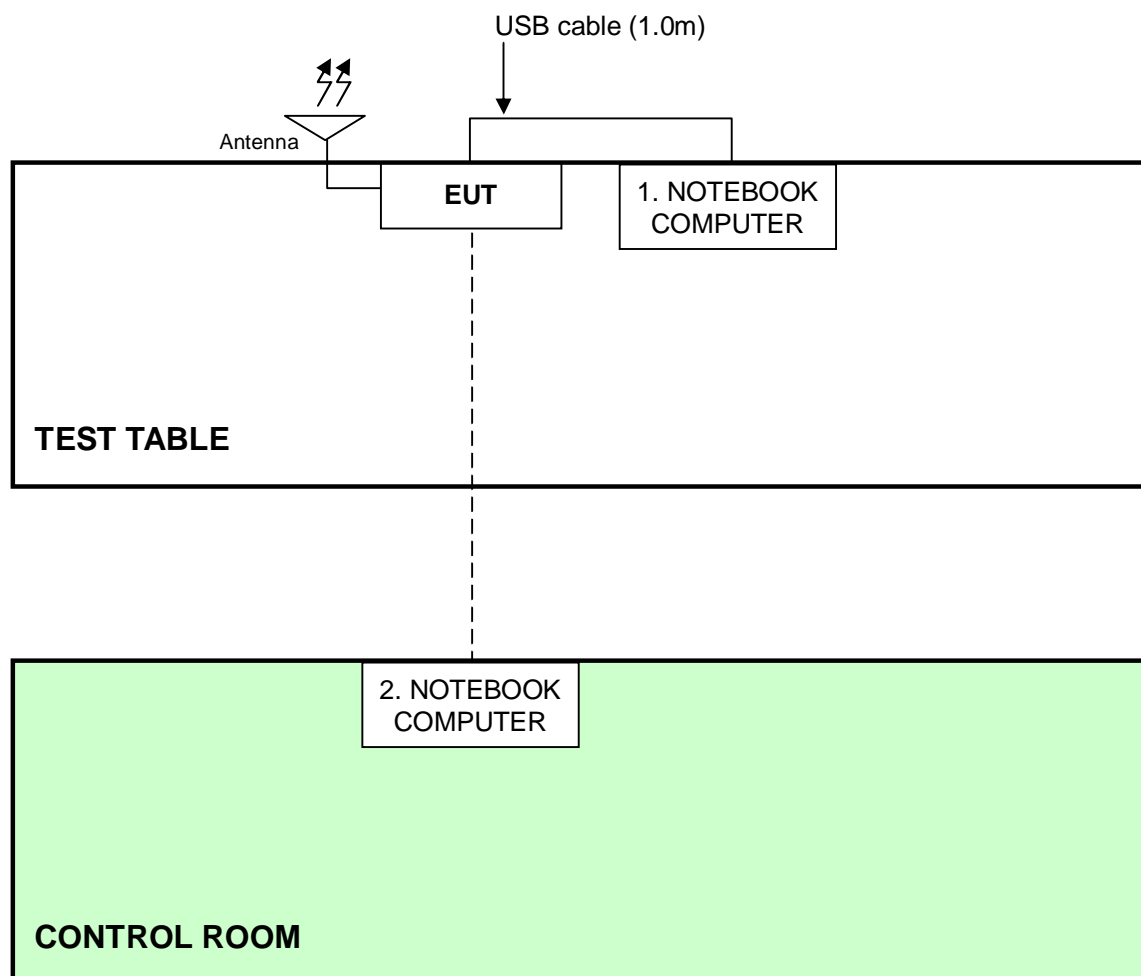 USB cable (1.0m)
Antenna
EUT
1. NOTEBOOK
COMPUTER
TEST TABLE
2. NOTEBOOK
COMPUTER
CONTROL ROOM